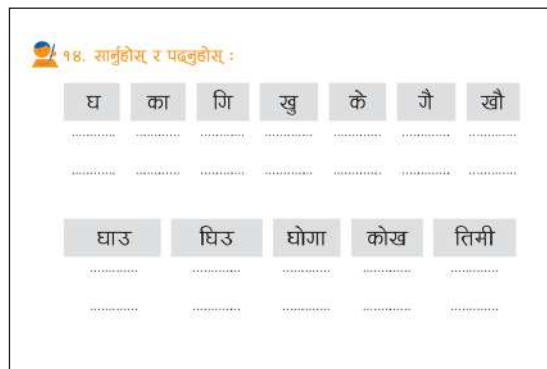 १४. सार्नुहोस् र पढ्नुहोस् :
घ का गि खु के गै खौ
घाउ घिउ घोगा कोख तिमी